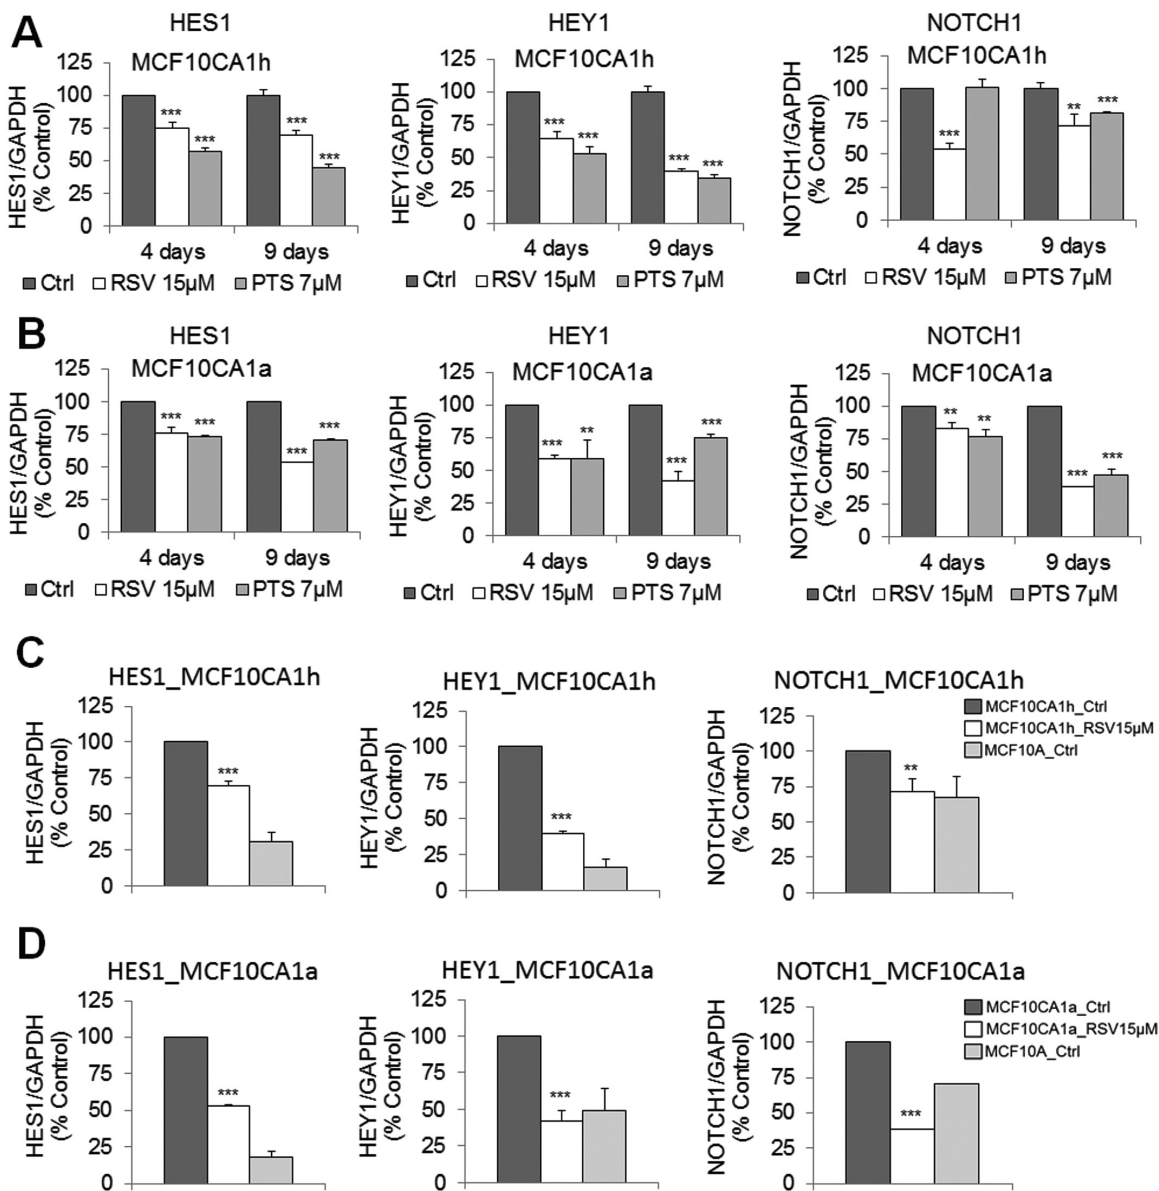 A
HES1
MCF10CA1h
HES1/GAPDH
(% Control)
125
100
75
50
25
0
***
***
***
***
4 days
9 days
Ctrl RSV 15µM PTS 7µM
HEY1
MCF10CA1h
HEY1/GAPDH
(% Control)
125
100
75
50
25
0
***
***
***
***
4 days
9 days
Ctrl RSV 15µM PTS 7µM
NOTCH1
MCF10CA1h
NOTCH1/GAPDH
(% Control)
125
100
75
50
25
0
***
**
***
4 days
9 days
Ctrl RSV 15µM PTS 7µM
B
HES1
MCF10CA1a
HES1/GAPDH
(% Control)
125
100
75
50
25
0
***
***
***
***
4 days
9 days
Ctrl RSV 15µM PTS 7µM
HEY1
MCF10CA1a
HEY1/GAPDH
(% Control)
125
100
75
50
25
0
***
**
***
***
4 days
9 days
Ctrl RSV 15µM PTS 7µM
NOTCH1
MCF10CA1a
NOTCH1/GAPDH
(% Control)
125
100
75
50
25
0
**
**
***
***
4 days
9 days
Ctrl RSV 15µM PTS 7µM
C
HES1_MCF10CA1h
HES1/GAPDH
(% Control)
125
100
75
50
25
0
***
HEY1_MCF10CA1h
HEY1/GAPDH
(% Control)
125
100
75
50
25
0
***
NOTCH1_MCF10CA1h
NOTCH1/GAPDH
(% Control)
125
100
75
50
25
0
**
MCF10CA1h_Ctrl
MCF10CA1h_RSV15µM
MCF10A_Ctrl
D
HES1_MCF10CA1a
HES1/GAPDH
(% Control)
125
100
75
50
25
0
***
HEY1_MCF10CA1a
HEY1/GAPDH
(% Control)
125
100
75
50
25
0
***
NOTCH1_MCF10CA1a
NOTCH1/GAPDH
(% Control)
125
100
75
50
25
0
***
MCF10CA1a_Ctrl
MCF10CA1a_RSV15µM
MCF10A_Ctrl